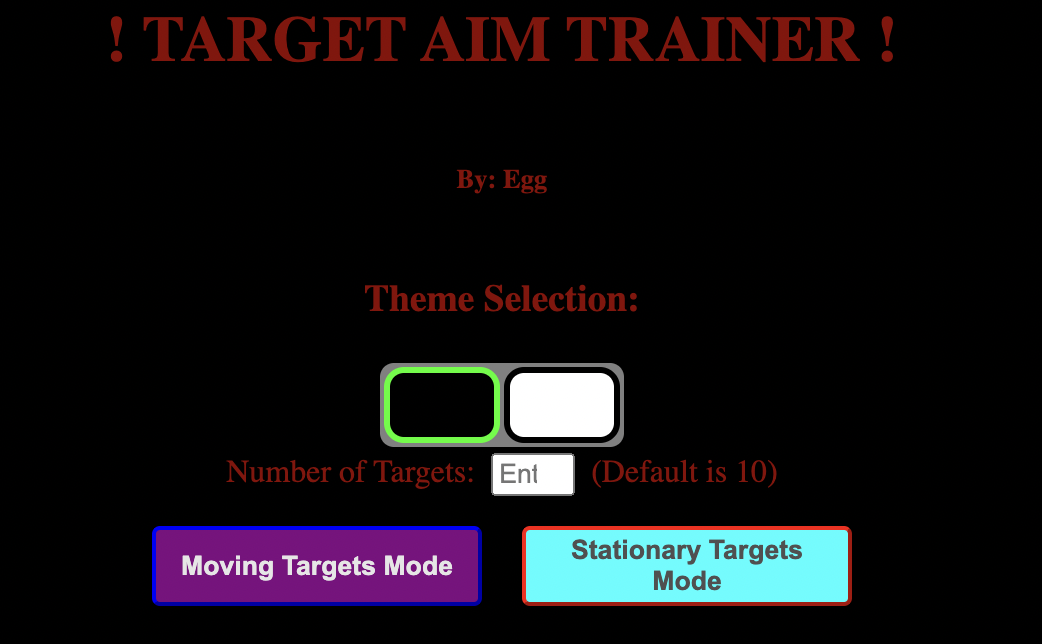 ! TARGET AIM TRAINER !
By: Egg
Theme Selection:
Number of Targets: Ent (Default is 10)
Moving Targets Mode
Stationary Targets
Mode